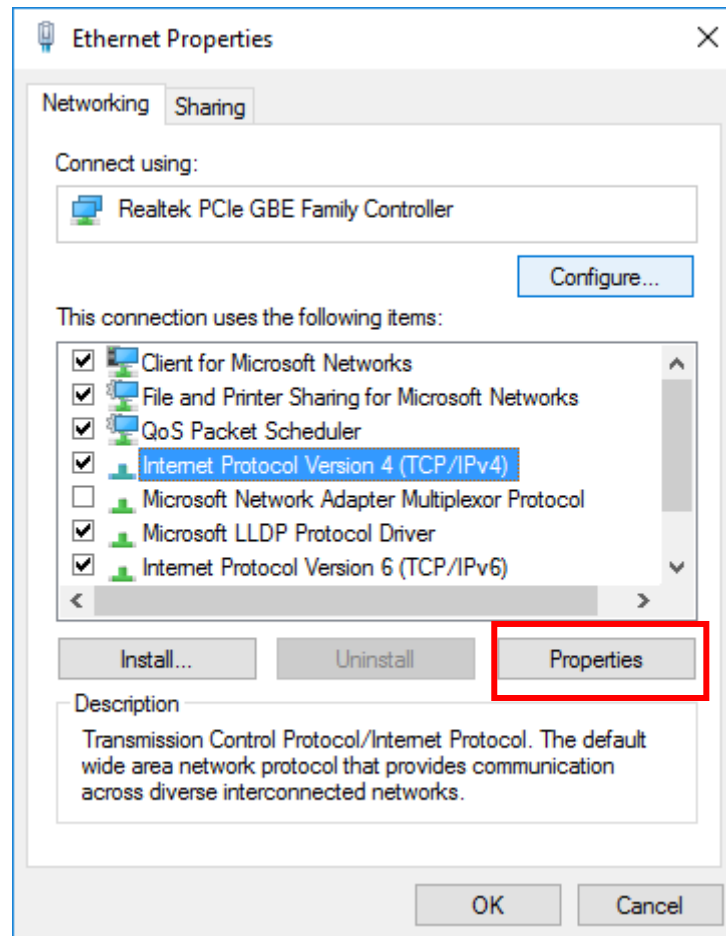 Ethernet Properties
Networking
Sharing
Connect using:
Realtek PCIe GBE Family Controller
Configure...
This connection uses the following items:
Client for Microsoft Networks
File and Printer Sharing for Microsoft Networks
QoS Packet Scheduler
Internet Protocol Version 4 (TCP/IPv4)
Microsoft Network Adapter Multiplexor Protocol
Microsoft LLDP Protocol Driver
Internet Protocol Version 6 (TCP/IPv6)
Install...
Uninstall
Properties
Description
Transmission Control Protocol/Internet Protocol. The default
wide area network protocol that provides communication
across diverse interconnected networks.
OK
Cancel